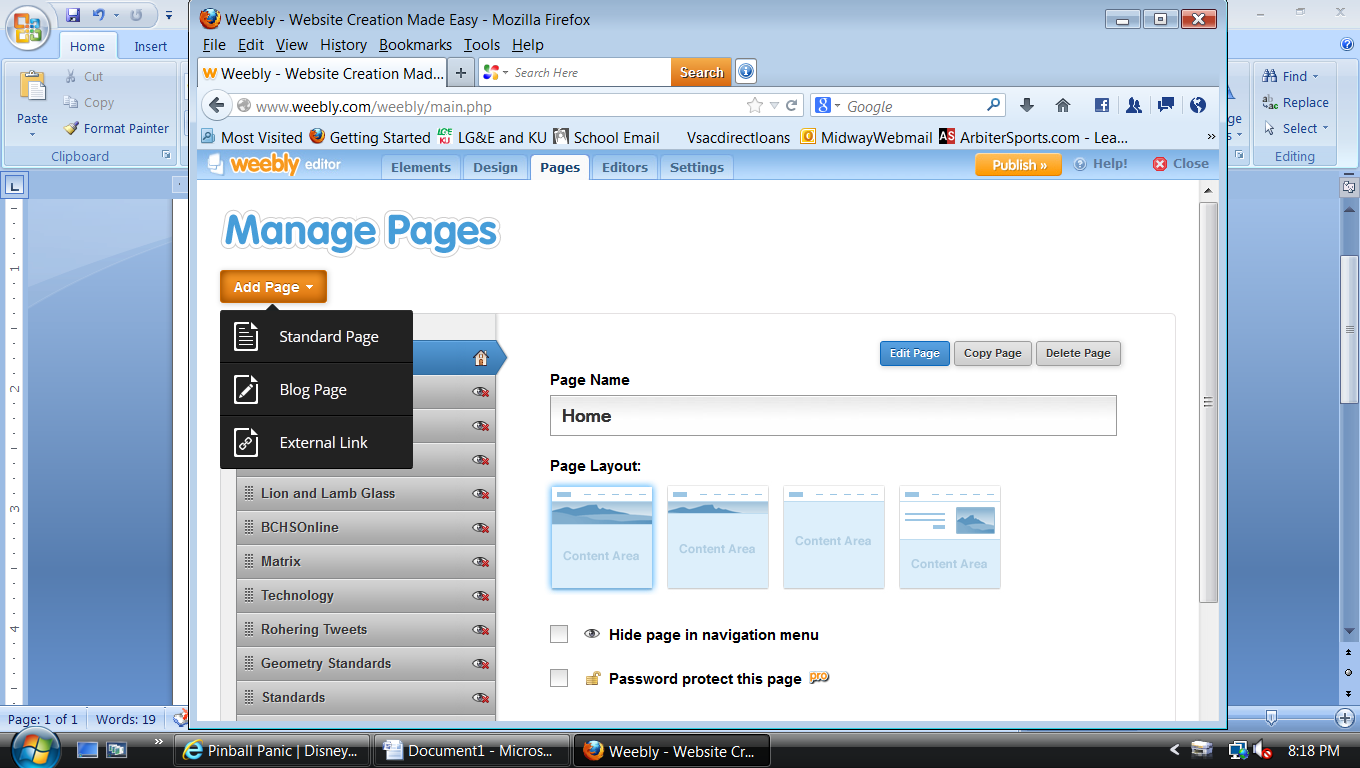 Weebly - Website Creation Made Easy - Mozilla Firefox
Home Insert
File Edit View History Bookmarks Tools Help
Weebly - Website Creation Mad... + Search Here Search
Cut
Copy
Paste
Format Painter
Clipboard
Find
Replace
Select
Editing
www.weebly.com/weebly/main.php Google
Most Visited Getting Started LG&E and KU School Email Vsacdirectloans MidwayWebmail ArbiterSports.com - Lea... »
weebly editor Elements Design Pages Editors Settings Publish » Help! Close
Manage Pages
Add Page
Standard Page
Blog Page
External Link
Lion and Lamb Glass
BCHSOnline
Matrix
Technology
Rohering Tweets
Geometry Standards
Standards
Edit Page Copy Page Delete Page
Page Name
Home
Page Layout:
Content Area Content Area Content Area Content Area
Hide page in navigation menu
Password protect this page pro
1
2
3
4
Page: 1 of 1 Words: 19
Pinball Panic | Disney... Document1 - Micros... Weebly - Website Cr... 8:18 PM